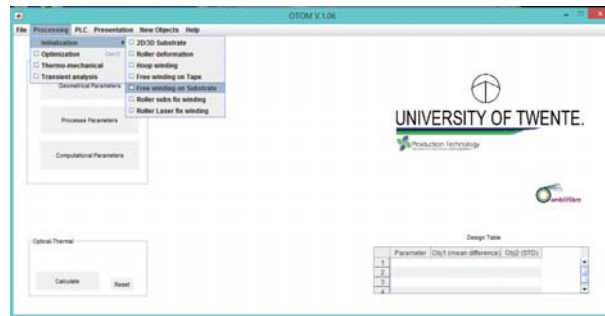 OTOM V.1.06
File Processing PLC Presentation New Objects Help
Initialization
Optimization
Thermo-mechanical
Transient analysis
2D/3D Substrate
Roller deformation
Hoop winding
Free winding on Tape
Free winding on Substrate
Roller subs fix winding
Roller Laser fix winding
Geometrical Parameters
Processe Parameters
Computational Parameters
UNIVERSITY OF TWENTE.
Production Technology
ambliFibre
Optical-Thermal
Calculate Reset
Design Table
Parameter Obj1 (mean difference) Obj2 (STD)
1
2
3
4